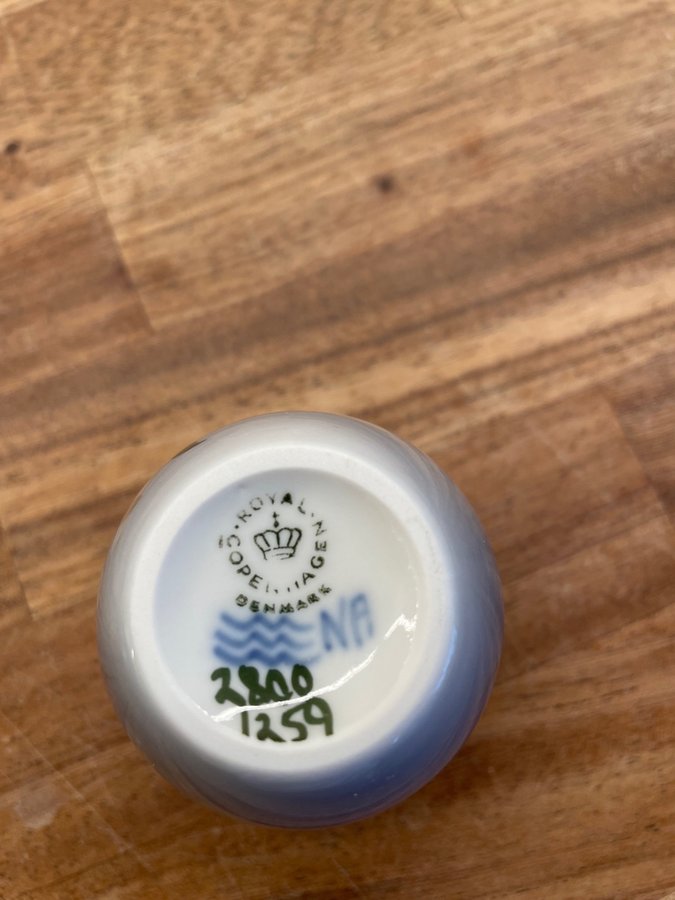 ROYAL
COPENHAGEN
DENMARK
NA
2800
1259